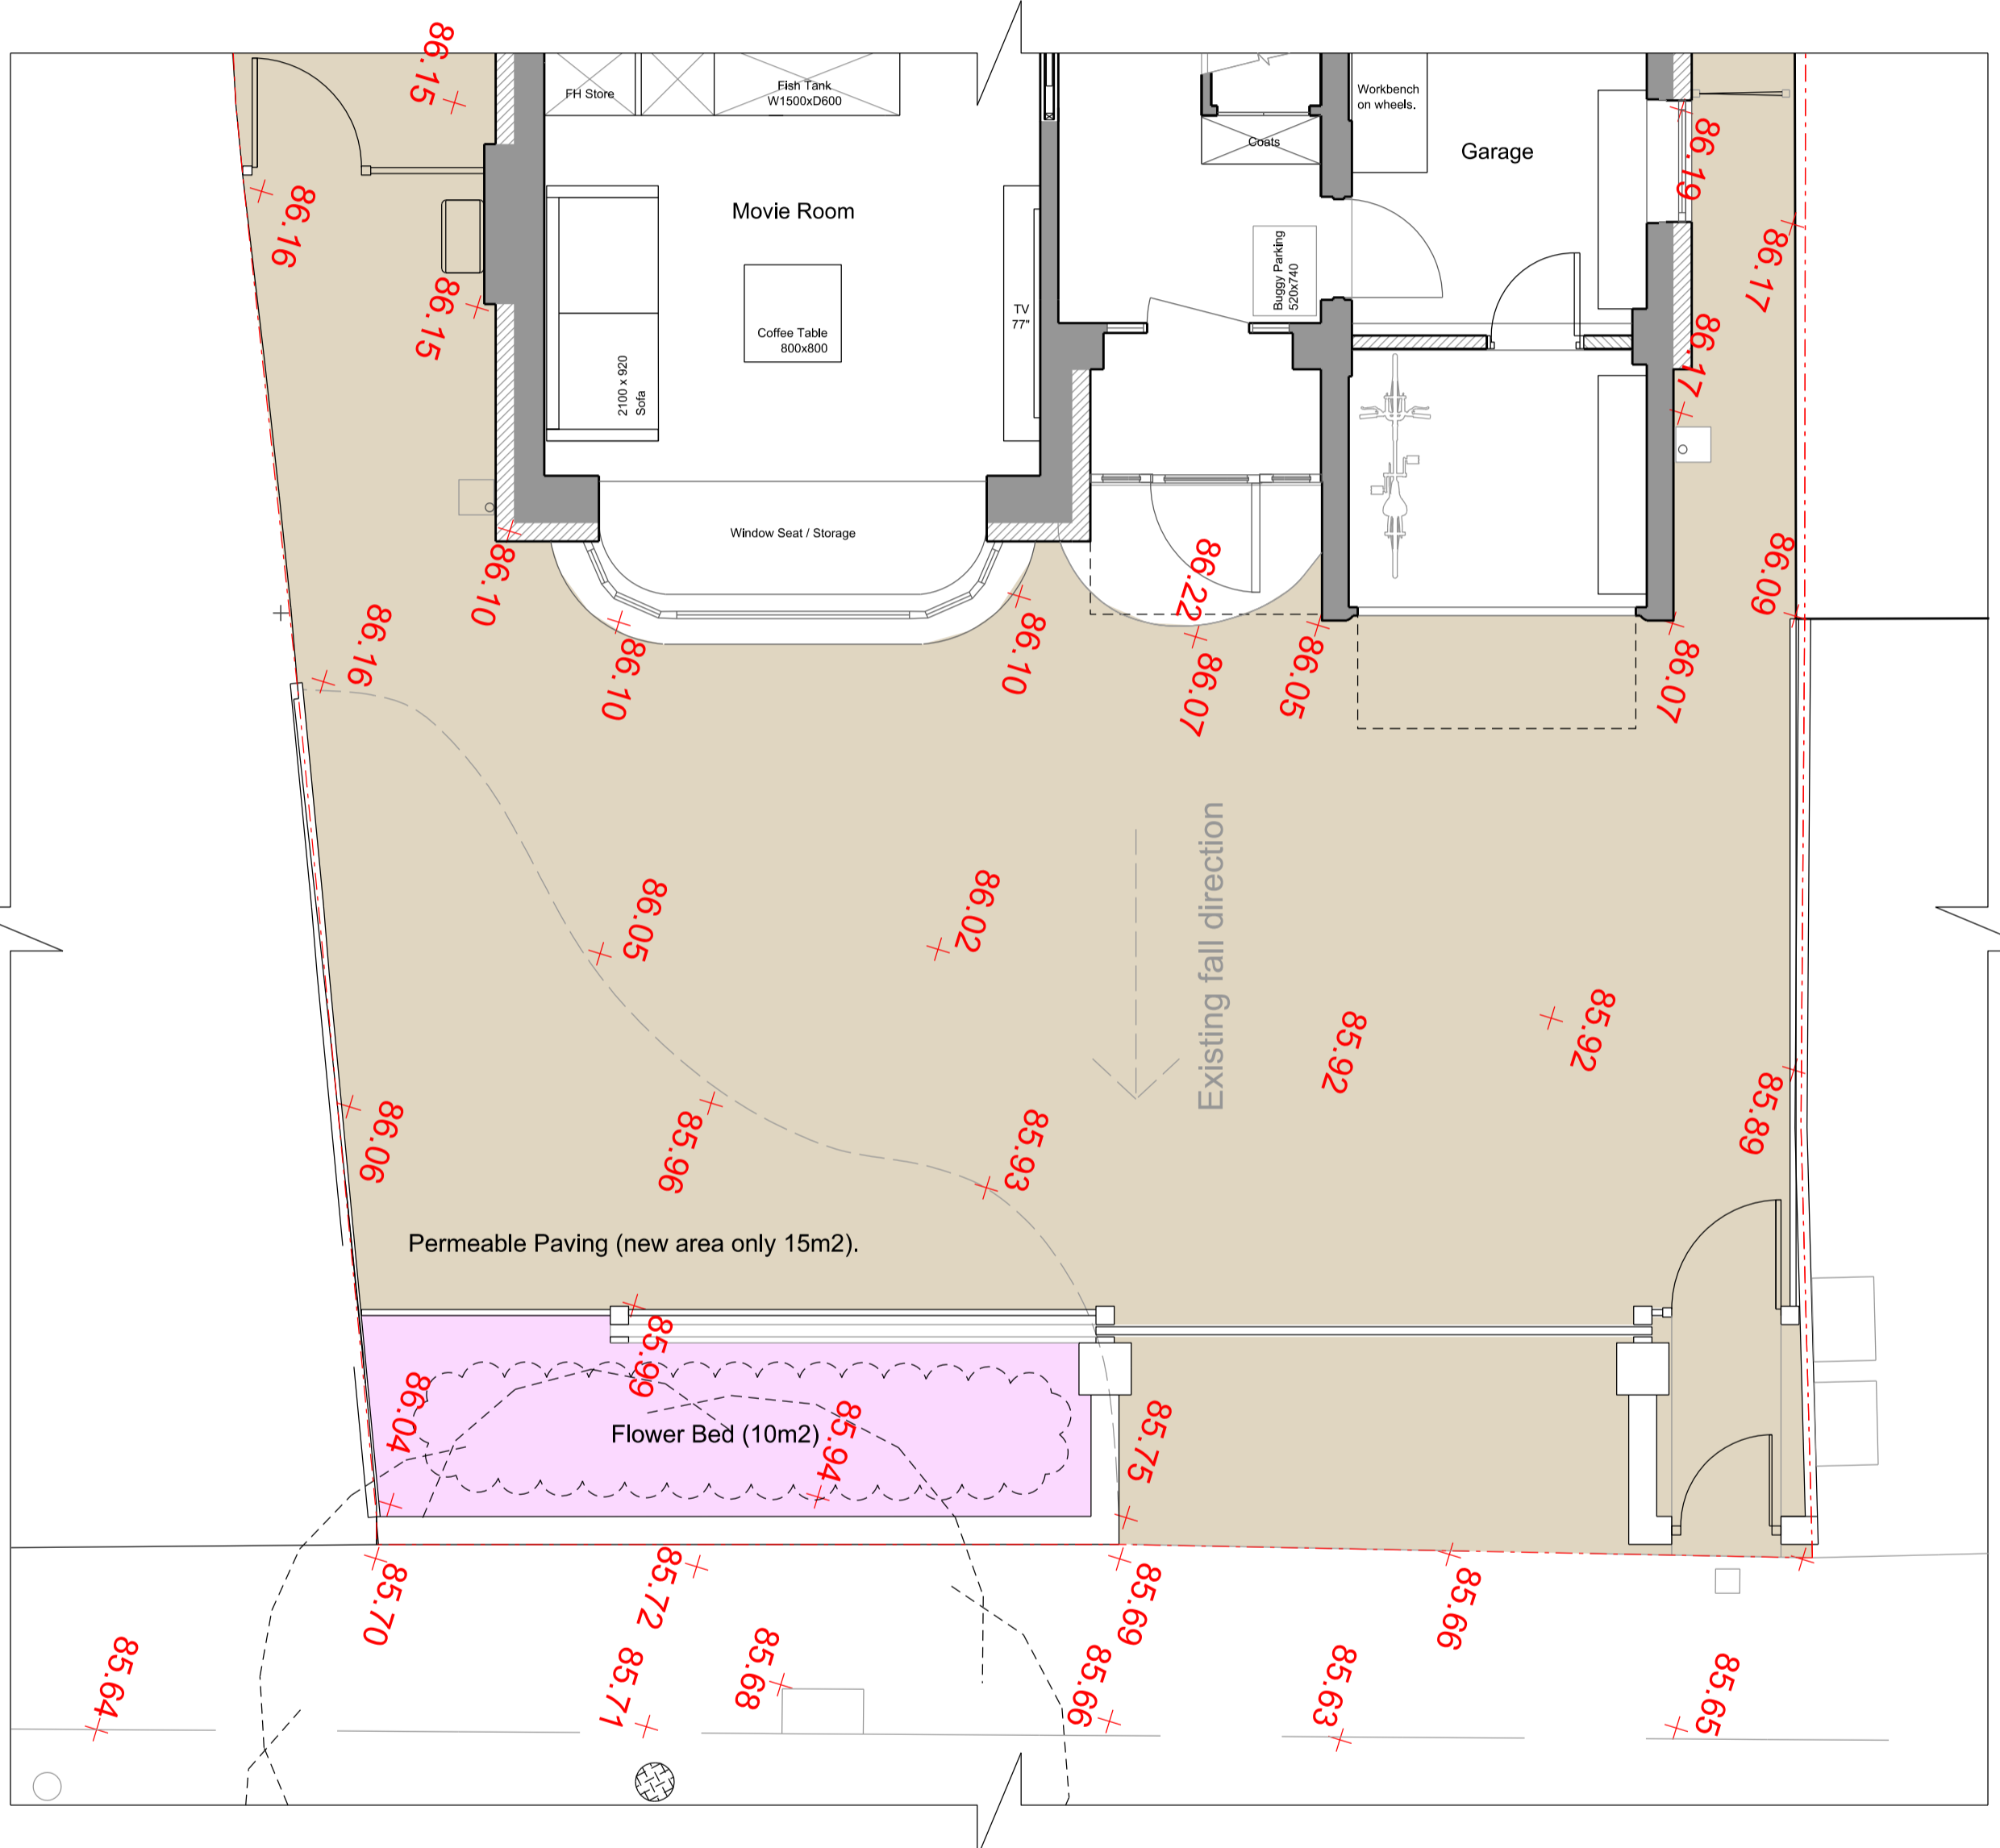 86.15
FH Store
Fish Tank
W1500xD600
Workbench
on wheels.
Coats
Garage
86.19
86.16
Movie Room
86.17
Buggy Parking
520x740
86.15
TV
77"
Coffee Table
800x800
2100 x 920
Sofa
86.17
Window Seat / Storage
86.10
86.22
86.09
86.16
86.10
86.10
86.07
86.05
86.07
Existing fall direction
86.05
86.02
85.92
85.92
85.89
86.06
85.96
85.93
Permeable Paving (new area only 15m2).
85.99
86.04
Flower Bed (10m2)
85.94
85.75
85.70
85.72
85.69
85.66
85.64
85.71
85.68
85.66
85.63
85.65